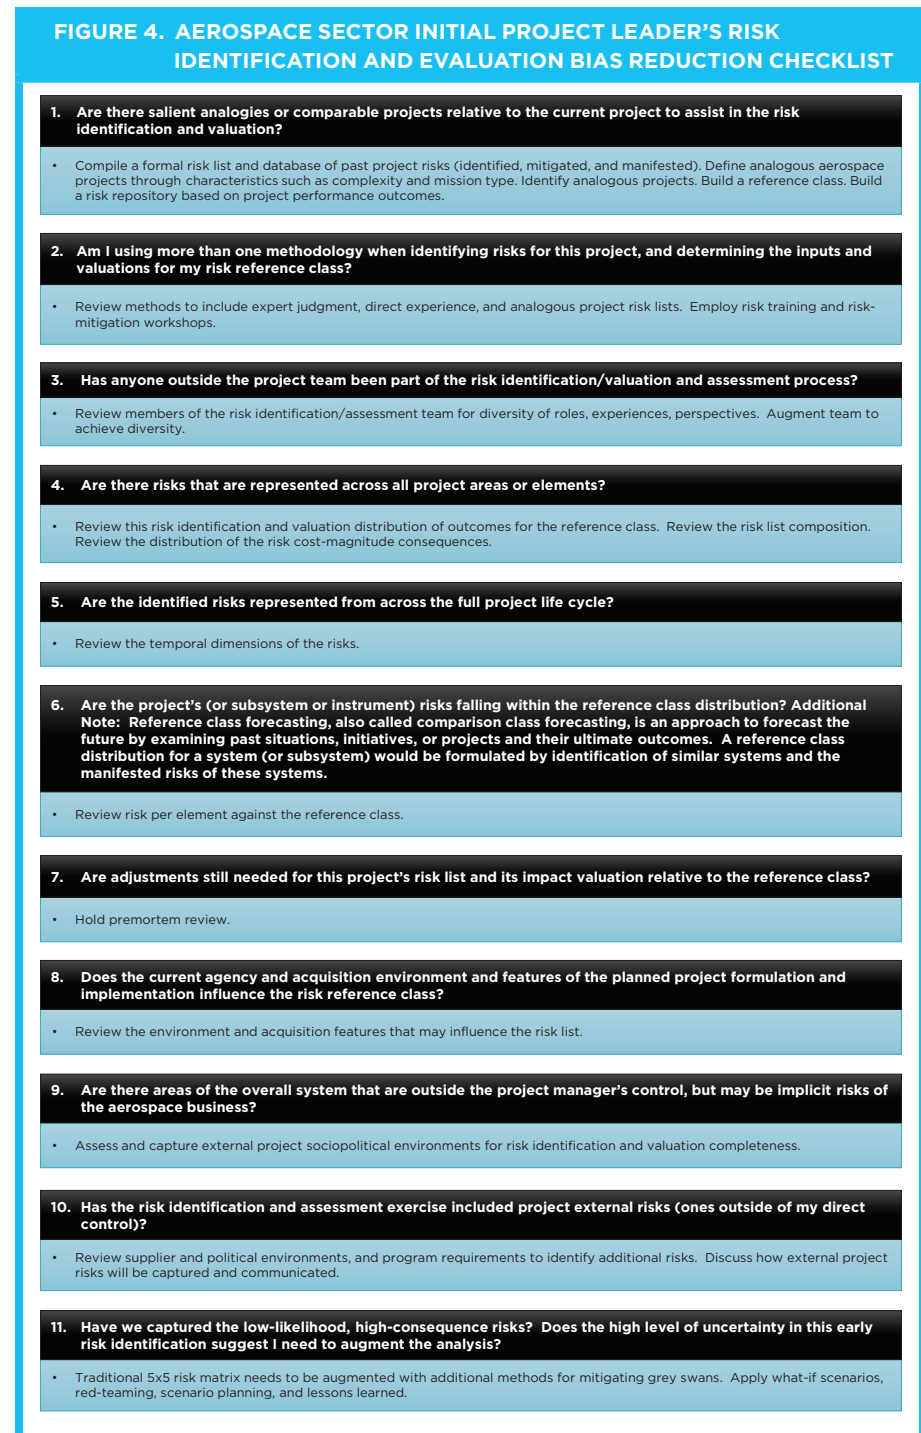 FIGURE 4. AEROSPACE SECTOR INITIAL PROJECT LEADER’S RISK
IDENTIFICATION AND EVALUATION BIAS REDUCTION CHECKLIST
1. Are there salient analogies or comparable projects relative to the current project to assist in the risk
identification and valuation?
• Compile a formal risk list and database of past project risks (identified, mitigated, and manifested). Define analogous aerospace
projects through characteristics such as complexity and mission type. Identify analogous projects. Build a reference class. Build
a risk repository based on project performance outcomes.
2. Am I using more than one methodology when identifying risks for this project, and determining the inputs and
valuations for my risk reference class?
• Review methods to include expert judgment, direct experience, and analogous project risk lists. Employ risk training and risk-
mitigation workshops.
3. Has anyone outside the project team been part of the risk identification/valuation and assessment process?
• Review members of the risk identification/assessment team for diversity of roles, experiences, perspectives. Augment team to
achieve diversity.
4. Are there risks that are represented across all project areas or elements?
• Review this risk identification and valuation distribution of outcomes for the reference class. Review the risk list composition.
Review the distribution of the risk cost-magnitude consequences.
5. Are the identified risks represented from across the full project life cycle?
• Review the temporal dimensions of the risks.
6. Are the project’s (or subsystem or instrument) risks falling within the reference class distribution? Additional
Note: Reference class forecasting, also called comparison class forecasting, is an approach to forecast the
future by examining past situations, initiatives, or projects and their ultimate outcomes. A reference class
distribution for a system (or subsystem) would be formulated by identification of similar systems and the
manifested risks of these systems.
• Review risk per element against the reference class.
7. Are adjustments still needed for this project’s risk list and its impact valuation relative to the reference class?
• Hold premortem review.
8. Does the current agency and acquisition environment and features of the planned project formulation and
implementation influence the risk reference class?
• Review the environment and acquisition features that may influence the risk list.
9. Are there areas of the overall system that are outside the project manager’s control, but may be implicit risks of
the aerospace business?
• Assess and capture external project sociopolitical environments for risk identification and valuation completeness.
10. Has the risk identification and assessment exercise included project external risks (ones outside of my direct
control)?
• Review supplier and political environments, and program requirements to identify additional risks. Discuss how external project
risks will be captured and communicated.
11. Have we captured the low-likelihood, high-consequence risks? Does the high level of uncertainty in this early
risk identification suggest I need to augment the analysis?
• Traditional 5x5 risk matrix needs to be augmented with additional methods for mitigating grey swans. Apply what-if scenarios,
red-teaming, scenario planning, and lessons learned.